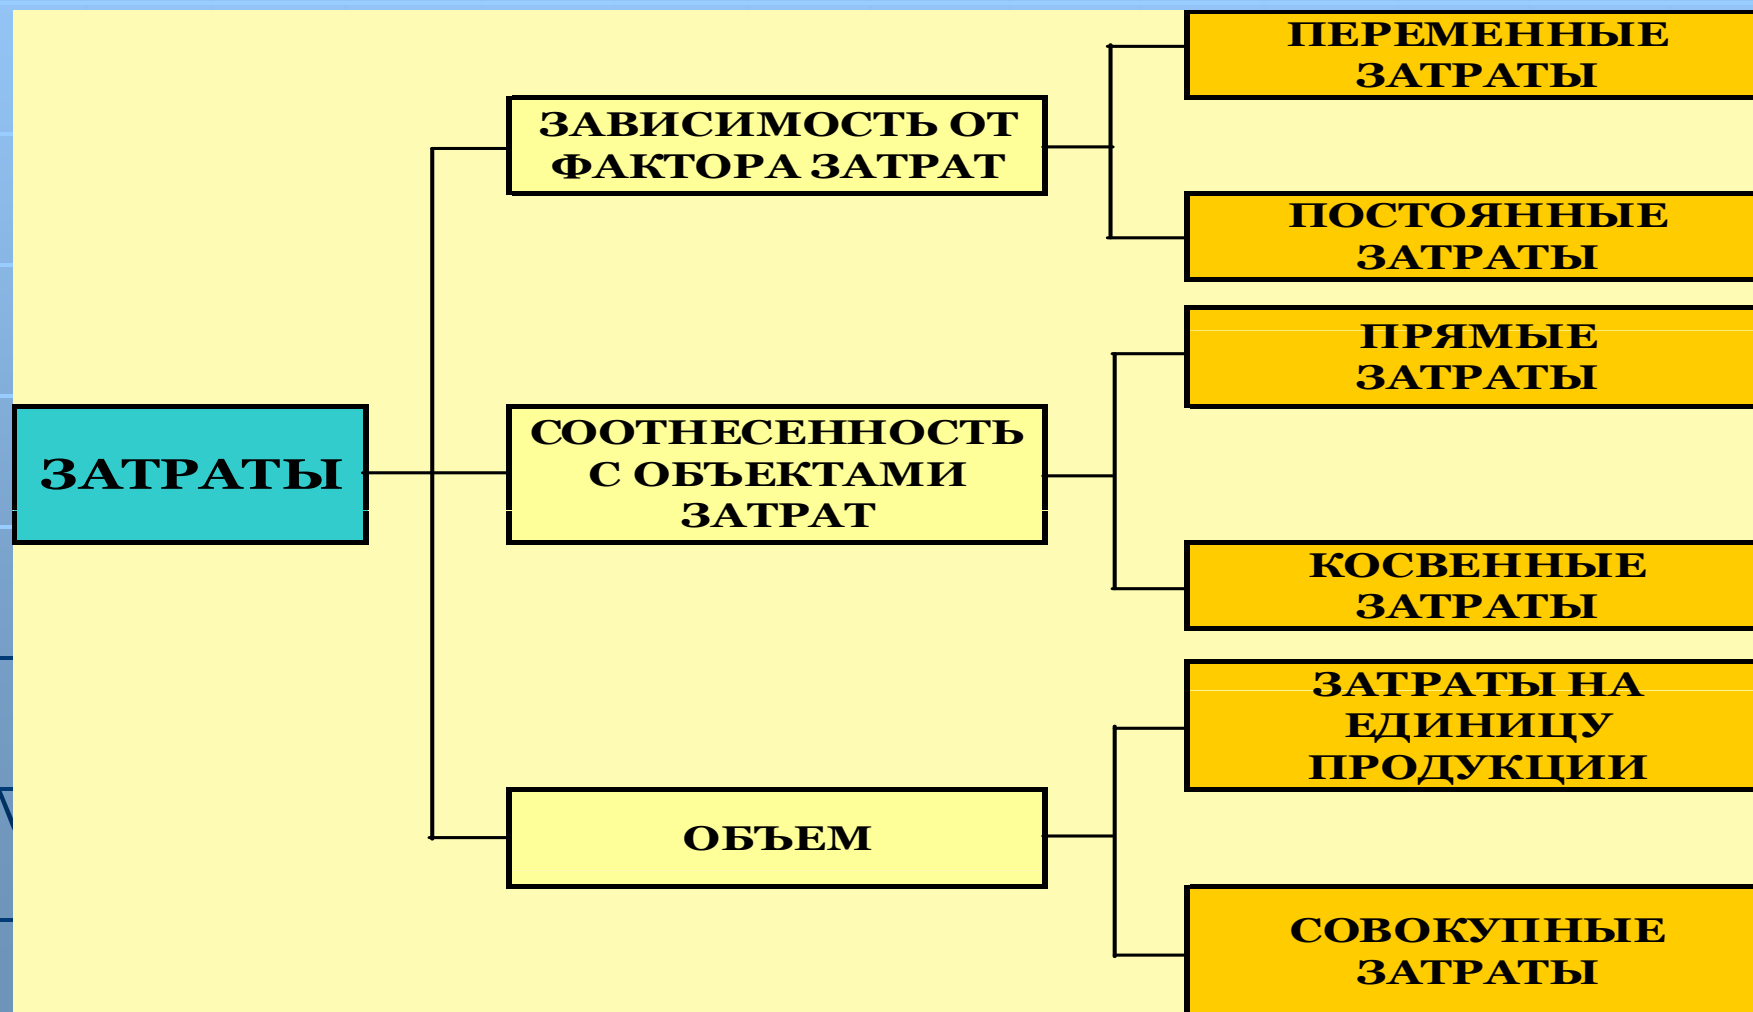 ЗАТРАТЫ
ЗАВИСИМОСТЬ ОТ
ФАКТОРА ЗАТРАТ
ПЕРЕМЕННЫЕ
ЗАТРАТЫ
ПОСТОЯННЫЕ
ЗАТРАТЫ
СООТНЕСЕННОСТЬ
С ОБЪЕКТАМИ
ЗАТРАТ
ПРЯМЫЕ
ЗАТРАТЫ
КОСВЕННЫЕ
ЗАТРАТЫ
ОБЪЕМ
ЗАТРАТЫ НА
ЕДИНИЦУ
ПРОДУКЦИИ
СОВОКУПНЫЕ
ЗАТРАТЫ